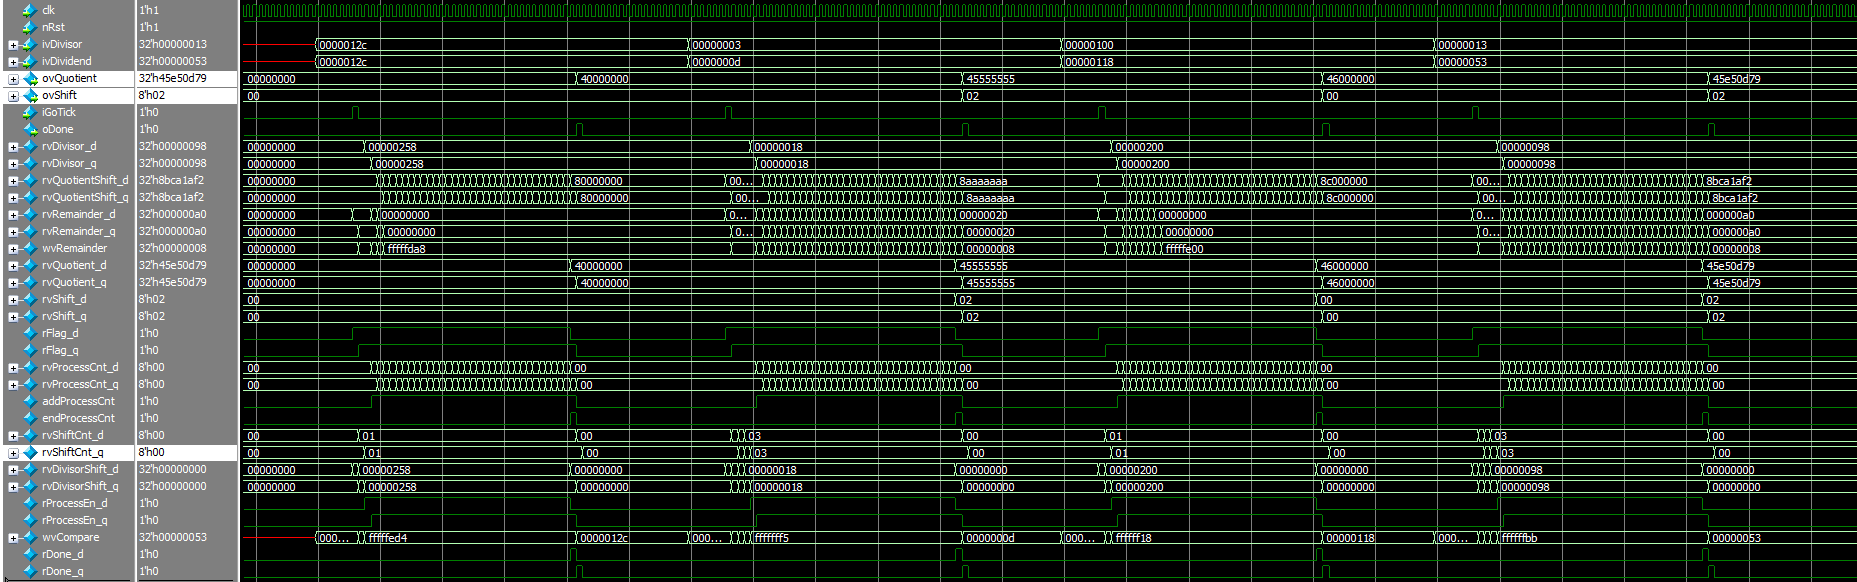 clk 1'h1
nRst 1'h1
ivDivisor 32'h00000013 0000012c 00000003 00000100 00000013
ivDividend 32'h00000053 0000012c 0000000d 00000118 00000053
ovQuotient 32'h45e50d79 00000000 40000000 45555555 46000000 45e50d79
ovShift 8'h02 00 02 00 02
iGoTick 1'h0
oDone 1'h0
rvDivisor_d 32'h00000098 00000000 00000258 00000018 00000200 00000098
rvDivisor_q 32'h00000098 00000000 00000258 00000018 00000200 00000098
rvQuotientShift_d 32'h8bca1af2 00000000 80000000 00... 8aaaaaaa 8c000000 00... 8bca1af2
rvQuotientShift_q 32'h8bca1af2 00000000 80000000 00... 8aaaaaaa 8c000000 00... 8bca1af2
rvRemainder_d 32'h000000a0 00000000 00000000 0... 00000020 00000000 0... 000000a0
rvRemainder_q 32'h000000a0 00000000 00000000 0... 00000020 00000000 0... 000000a0
wvRemainder 32'h00000008 00000000 fffffda8 00000008 fffffe00 00000008
rvQuotient_d 32'h45e50d79 00000000 40000000 45555555 46000000 45e50d79
rvQuotient_q 32'h45e50d79 00000000 40000000 45555555 46000000 45e50d79
rvShift_d 8'h02 00 02 00 02
rvShift_q 8'h02 00 02 00 02
rFlag_d 1'h0
rFlag_q 1'h0
rvProcessCnt_d 8'h00 00 00 00 00 00
rvProcessCnt_q 8'h00 00 00 00 00 00
addProcessCnt 1'h0
endProcessCnt 1'h0
rvShiftCnt_d 8'h00 00 01 00 03 00 01 00 03 00
rvShiftCnt_q 8'h00 00 01 00 03 00 01 00 03 00
rvDivisorShift_d 32'h00000000 00000000 00000258 00000000 00000018 00000000 00000200 00000000 00000098 00000000
rvDivisorShift_q 32'h00000000 00000000 00000258 00000000 00000018 00000000 00000200 00000000 00000098 00000000
rProcessEn_d 1'h0
rProcessEn_q 1'h0
wvCompare 32'h00000053 000... fffffed4 0000012c 000... fffffff5 0000000d 000... ffffff18 00000118 000... ffffffbb 00000053
rDone_d 1'h0
rDone_q 1'h0